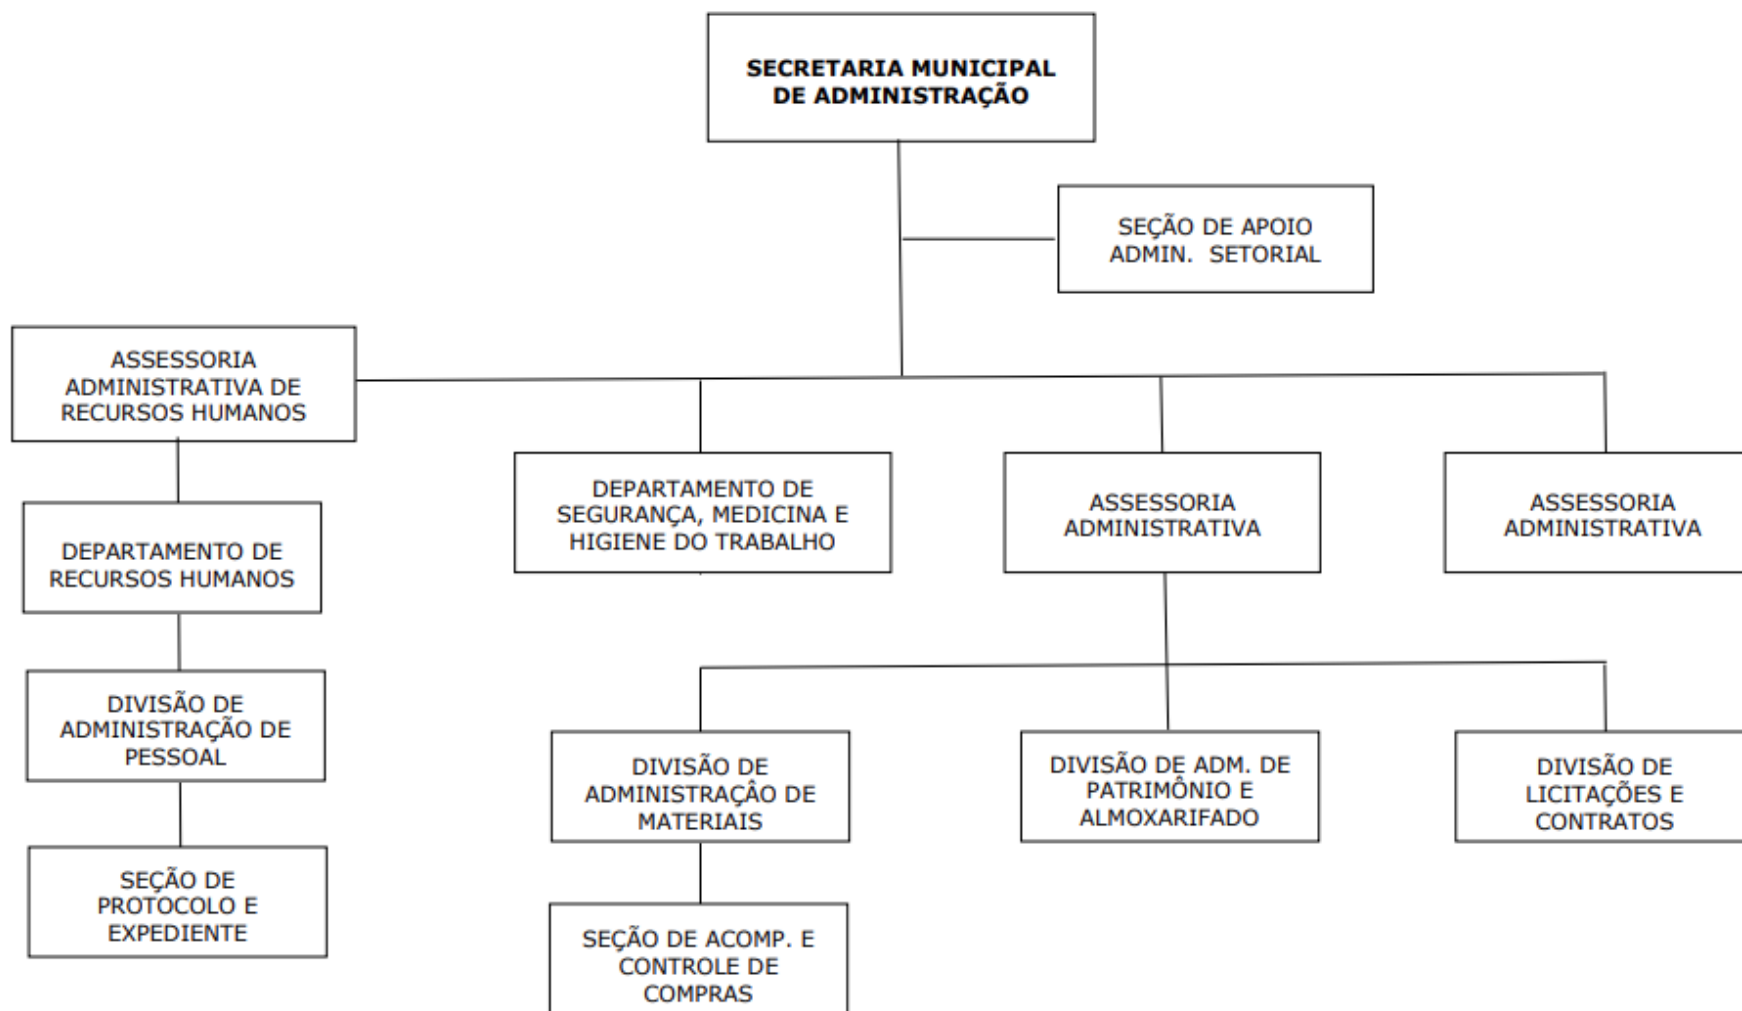 SECRETARIA MUNICIPAL
DE ADMINISTRAÇÃO
SEÇÃO DE APOIO
ADMIN. SETORIAL
ASSESSORIA
ADMINISTRATIVA DE
RECURSOS HUMANOS
DEPARTAMENTO DE
SEGURANÇA, MEDICINA E
HIGIENE DO TRABALHO
ASSESSORIA
ADMINISTRATIVA
ASSESSORIA
ADMINISTRATIVA
DEPARTAMENTO DE
RECURSOS HUMANOS
DIVISÃO DE
ADMINISTRAÇÃO DE
PESSOAL
DIVISÃO DE
ADMINISTRAÇÂO DE
MATERIAIS
DIVISÃO DE ADM. DE
PATRIMÔNIO E
ALMOXARIFADO
DIVISÃO DE
LICITAÇÕES E
CONTRATOS
SEÇÃO DE
PROTOCOLO E
EXPEDIENTE
SEÇÃO DE ACOMP. E
CONTROLE DE
COMPRAS